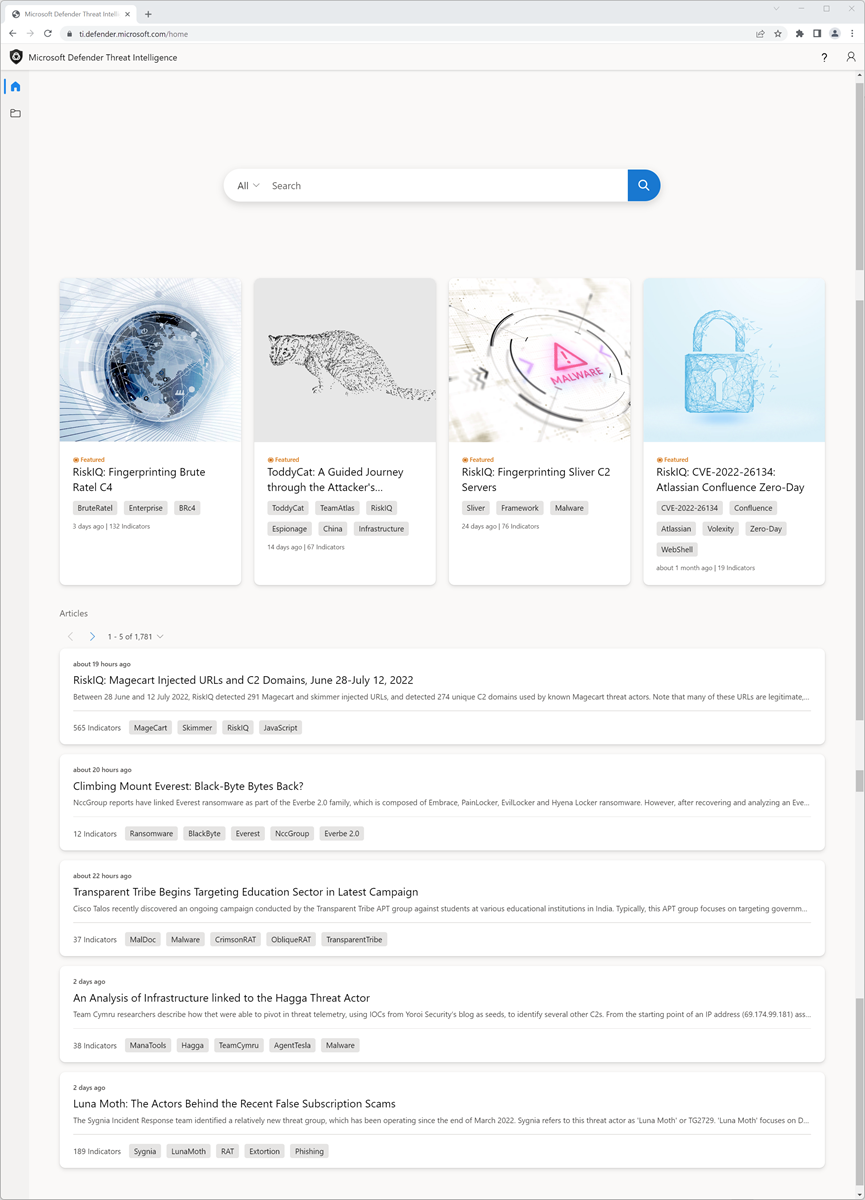 Microsoft Defender Threat Intelli
ti.defender.microsoft.com/home
Microsoft Defender Threat Intelligence
?
All Search
MALWARE
Featured
RiskIQ: Fingerprinting Brute
Ratel C4
BruteRatel Enterprise BRc4
3 days ago | 132 Indicators
Featured
ToddyCat: A Guided Journey
through the Attacker's...
ToddyCat TeamAtlas RiskIQ
Espionage China Infrastructure
14 days ago | 67 Indicators
Featured
RiskIQ: Fingerprinting Sliver C2
Servers
Sliver Framework Malware
24 days ago | 76 Indicators
Featured
RiskIQ: CVE-2022-26134:
Atlassian Confluence Zero-Day
CVE-2022-26134 Confluence
Atlassian Volexity Zero-Day
WebShell
about 1 month ago | 19 Indicators
Articles
1 - 5 of 1,781
about 19 hours ago
RiskIQ: Magecart Injected URLs and C2 Domains, June 28-July 12, 2022
Between 28 June and 12 July 2022, RiskIQ detected 291 Magecart and skimmer injected URLs, and detected 274 unique C2 domains used by known Magecart threat actors. Note that many of these URLs are legitimate,...
565 Indicators MageCart Skimmer RiskIQ JavaScript
about 20 hours ago
Climbing Mount Everest: Black-Byte Bytes Back?
NccGroup reports have linked Everest ransomware as part of the Everbe 2.0 family, which is composed of Embrace, PainLocker, EvilLocker and Hyena Locker ransomware. However, after recovering and analyzing an Eve...
12 Indicators Ransomware BlackByte Everest NccGroup Everbe 2.0
about 22 hours ago
Transparent Tribe Begins Targeting Education Sector in Latest Campaign
Cisco Talos recently discovered an ongoing campaign conducted by the Transparent Tribe APT group against students at various educational institutions in India. Typically, this APT group focuses on targeting governm...
37 Indicators MalDoc Malware CrimsonRAT ObliqueRAT TransparentTribe
2 days ago
An Analysis of Infrastructure linked to the Hagga Threat Actor
Team Cymru researchers describe how thet were able to pivot in threat telemetry, using IOCs from Yoroi Security's blog as seeds, to identify several other C2s. From the starting point of an IP address (69.174.99.181) ass...
38 Indicators ManaTools Hagga TeamCymru AgentTesla Malware
2 days ago
Luna Moth: The Actors Behind the Recent False Subscription Scams
The Sygnia Incident Response team identified a relatively new threat group, which has been operating since the end of March 2022. Sygnia refers to this threat actor as 'Luna Moth' or TG2729. 'Luna Moth' focuses on D...
189 Indicators Sygnia LunaMoth RAT Extortion Phishing